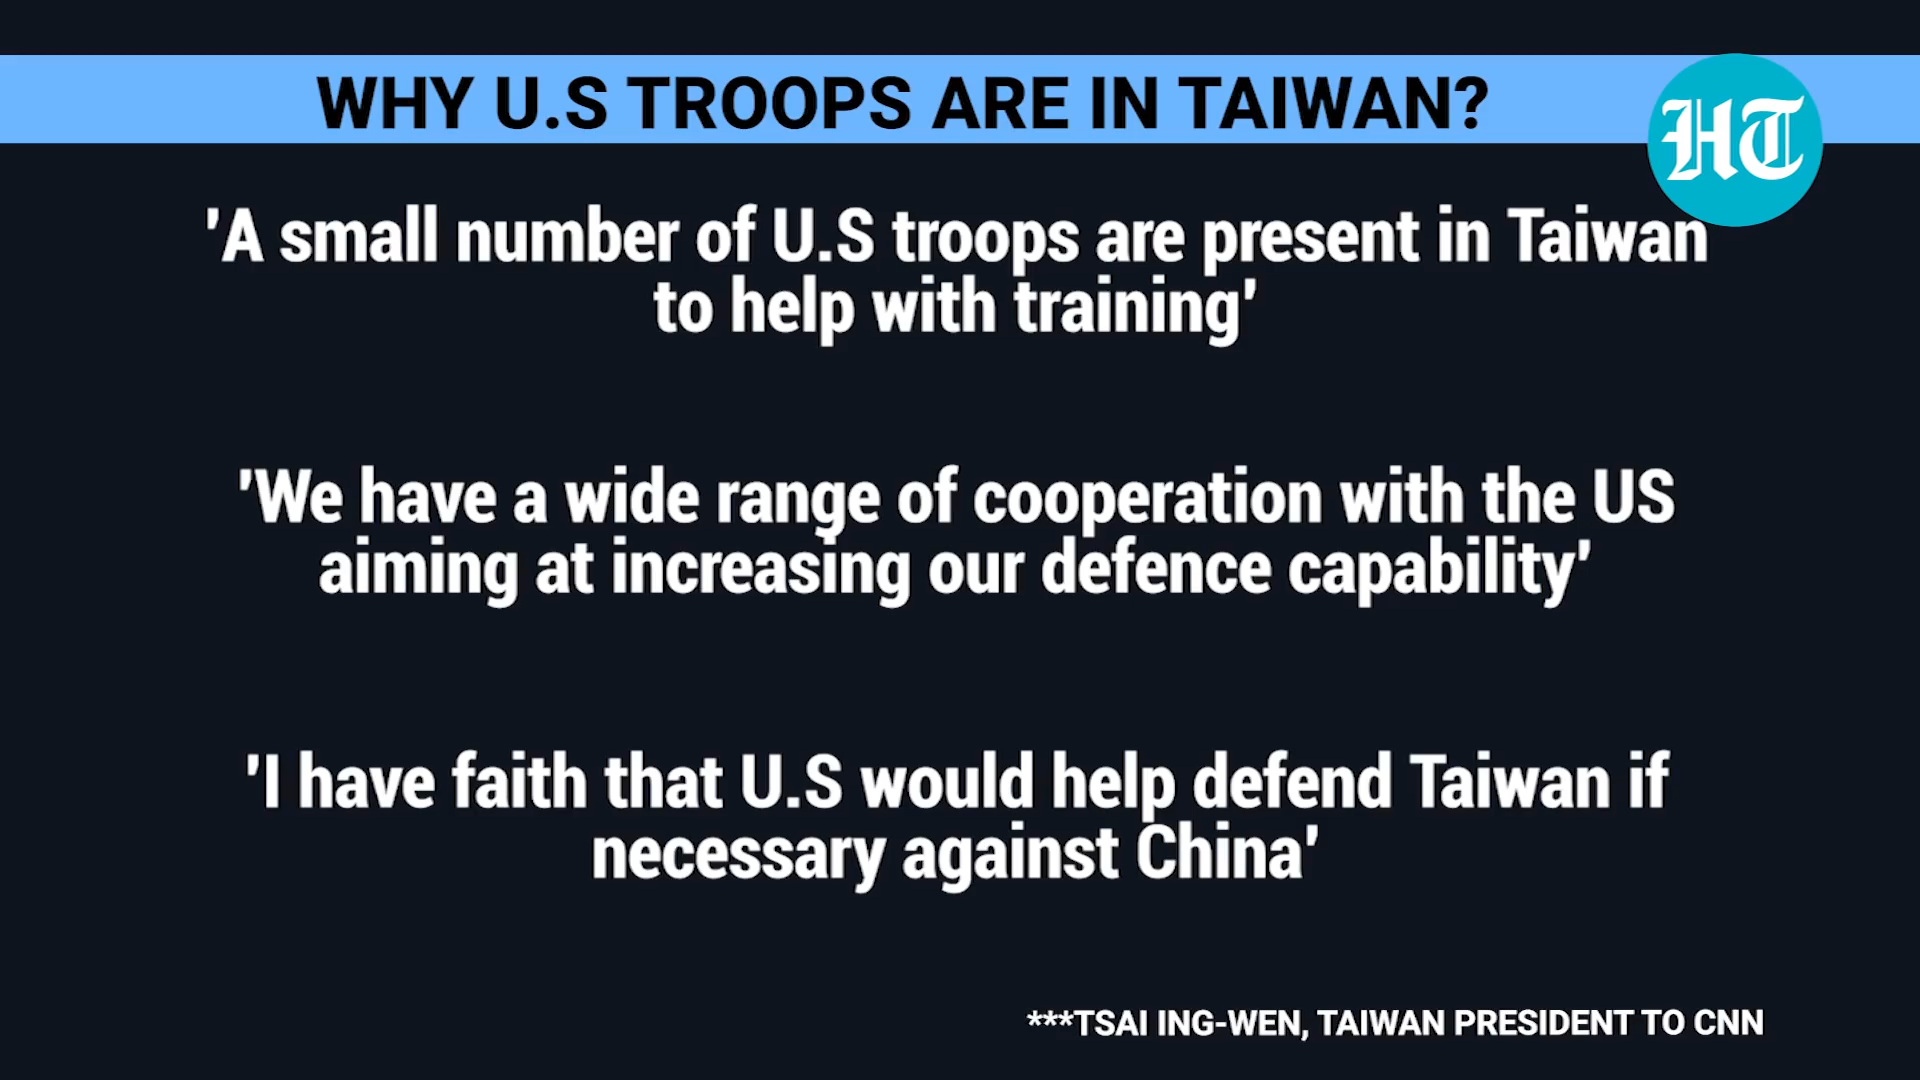 WHY U.S TROOPS ARE IN TAIWAN?
HT
'A small number of U.S troops are present in Taiwan
to help with training'
'We have a wide range of cooperation with the US
aiming at increasing our defence capability'
'I have faith that U.S would help defend Taiwan if
necessary against China'
***TSAI ING-WEN, TAIWAN PRESIDENT TO CNN